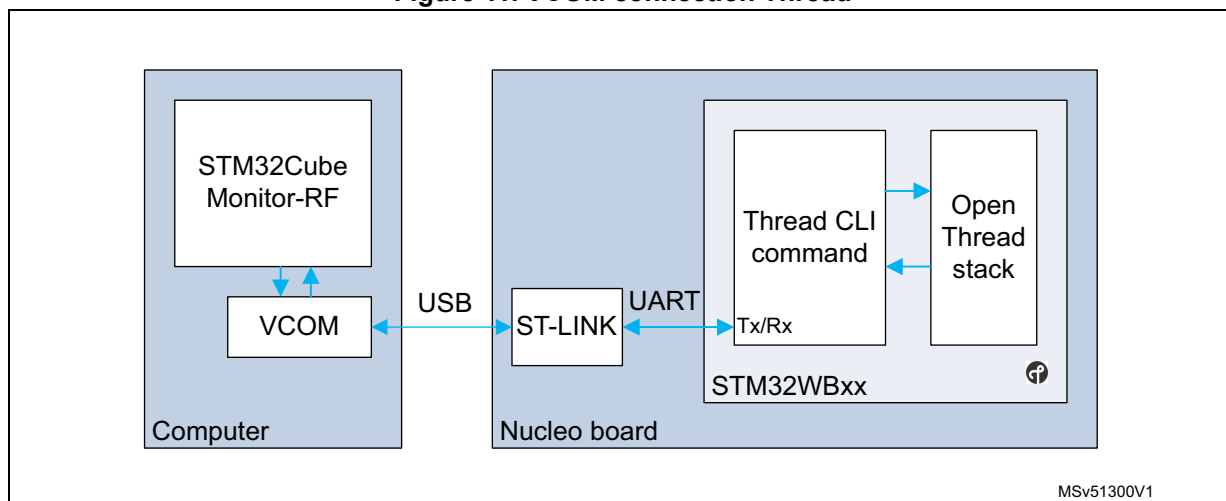 STM32Cube
Monitor-RF
VCOM
Computer
USB
ST-LINK
UART
Thread CLI
command
Tx/Rx
Open
Thread
stack
STM32WBxx
Nucleo board
MSv51300V1